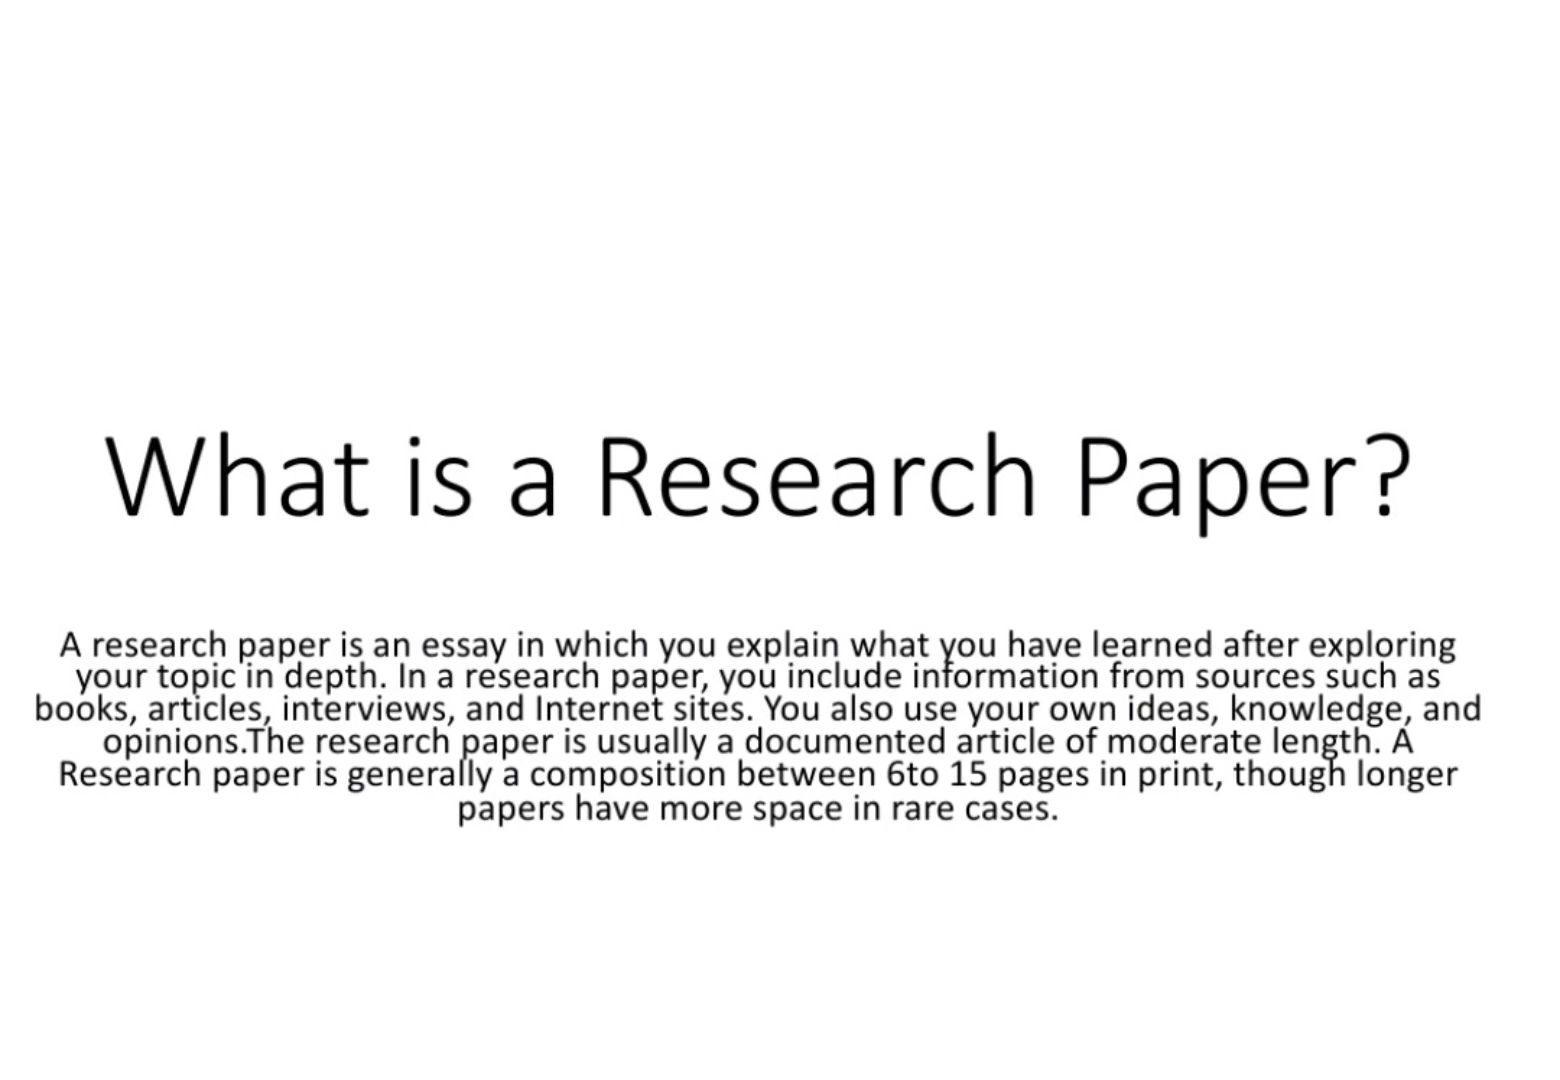 What is a Research Paper?
A research paper is an essay in which you explain what you have learned after exploring
your topic in depth. In a research paper, you include information from sources such as
books, articles, interviews, and Internet sites. You also use your own ideas, knowledge, and
opinions.The research paper is usually a documented article of moderate length. A
Research paper is generally a composition between 6to 15 pages in print, though longer
papers have more space in rare cases.